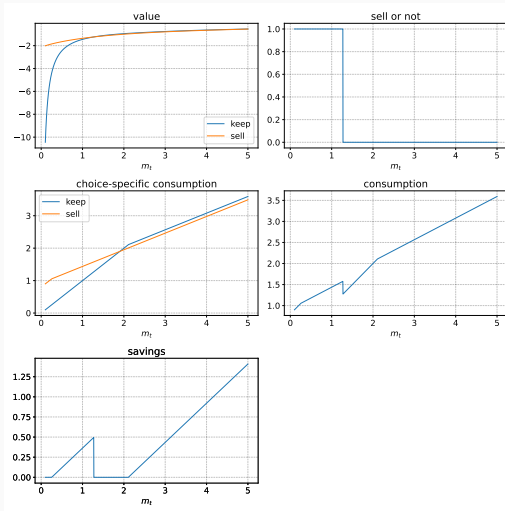 value
−2
−4
−6
−8
−10
keep
sell
0 1 2 3 4 5
m_t
sell or not
1.0
0.8
0.6
0.4
0.2
0.0
0 1 2 3 4 5
m_t
choice-specific consumption
keep
sell
3
2
1
0
0 1 2 3 4 5
m_t
consumption
3.5
3.0
2.5
2.0
1.5
1.0
0 1 2 3 4 5
m_t
savings
1.25
1.00
0.75
0.50
0.25
0.00
0 1 2 3 4 5
m_t